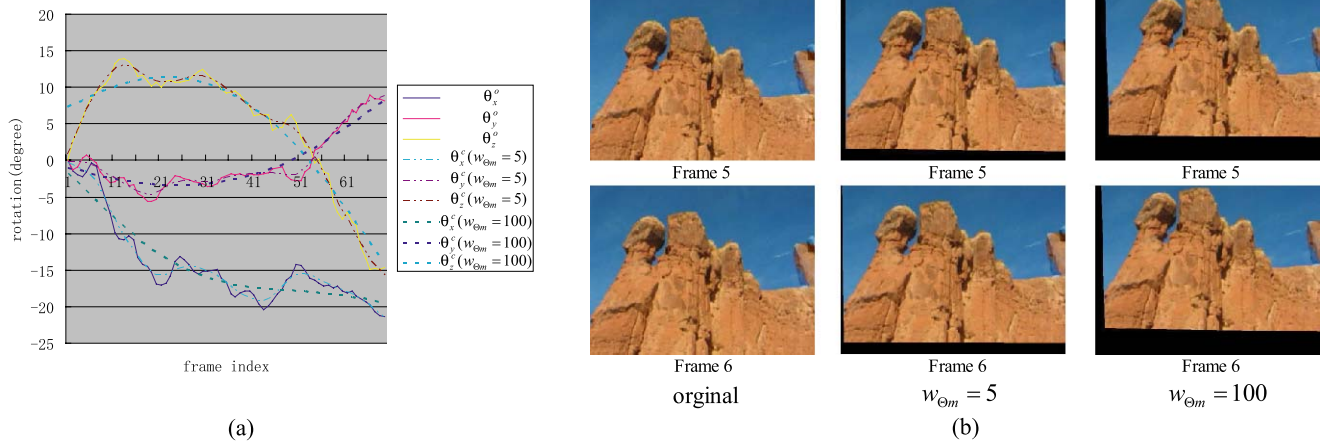 20
15
10
5
0
-5
-10
-15
-20
-25
rotation(degree)
1 11 21 31 41 51 61
frame index
θ_x^o
θ_y^o
θ_z^o
θ_x^c (w_Θm = 5)
θ_y^c (w_Θm = 5)
θ_z^c (w_Θm = 5)
θ_x^c (w_Θm = 100)
θ_y^c (w_Θm = 100)
θ_z^c (w_Θm = 100)
(a)
Frame 5 Frame 5 Frame 5
Frame 6 Frame 6 Frame 6
orginal w_Θm = 5 w_Θm = 100
(b)